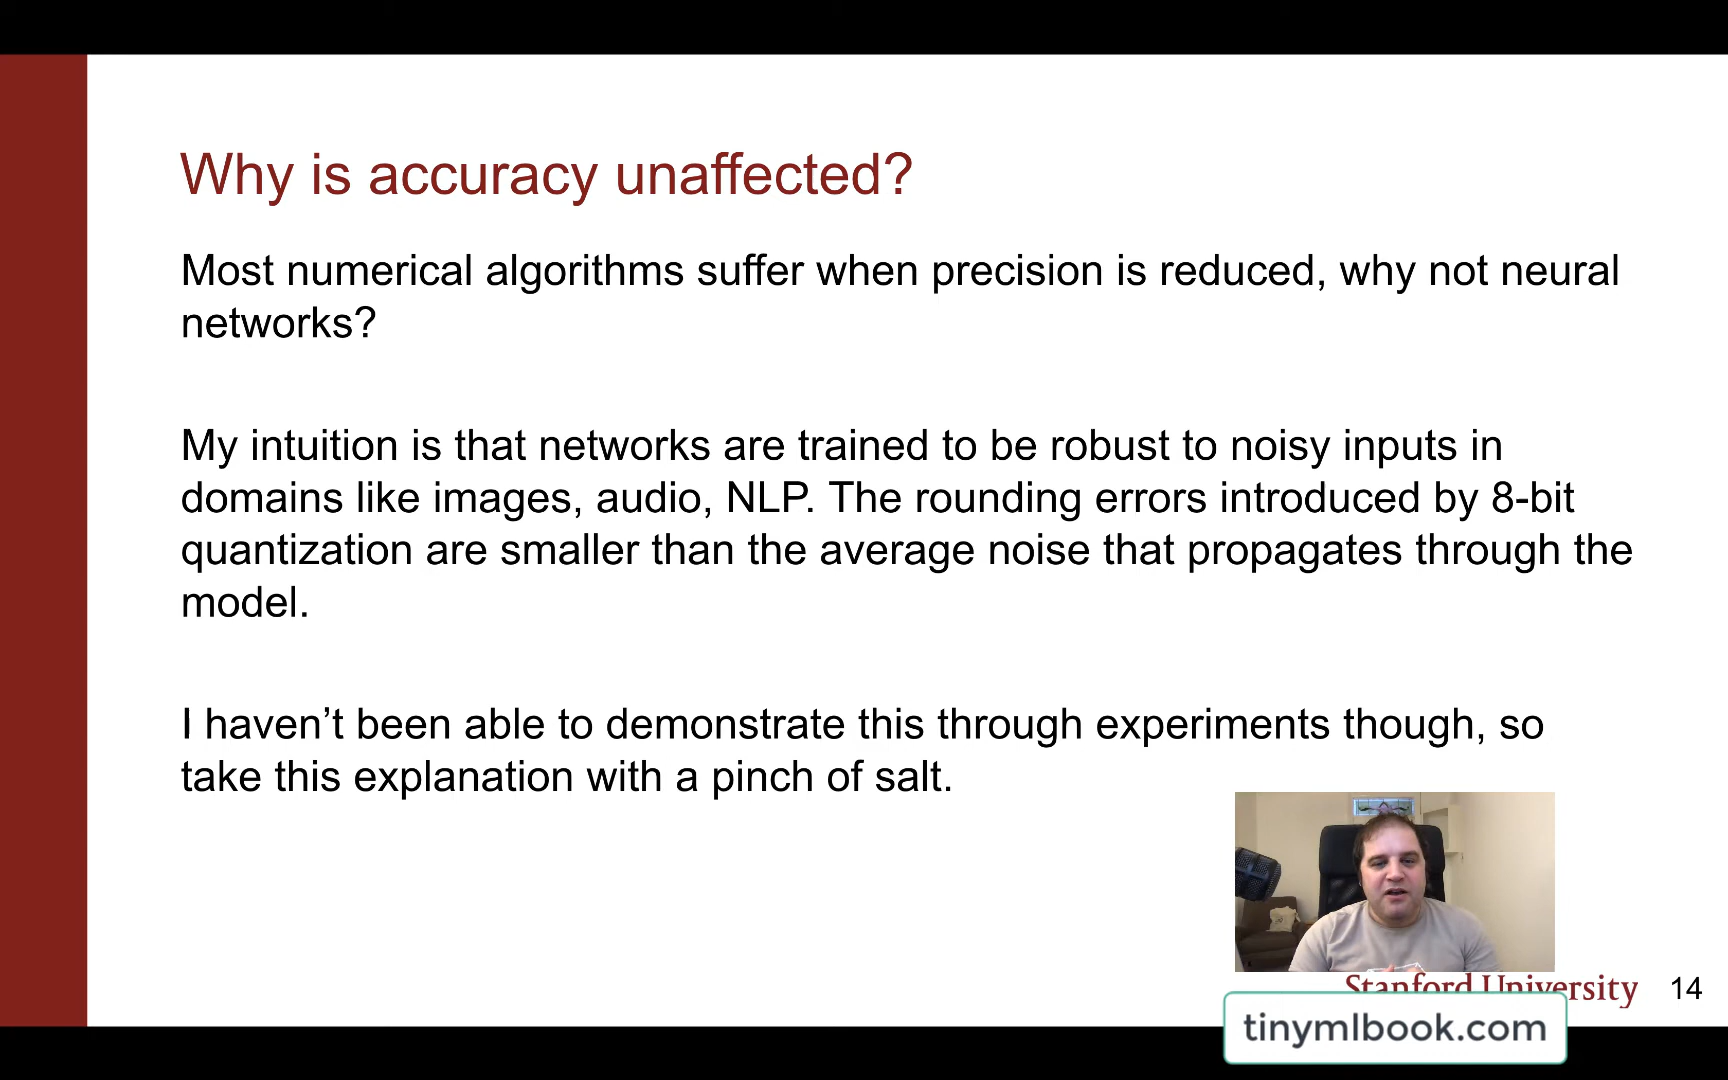 Why is accuracy unaffected?
Most numerical algorithms suffer when precision is reduced, why not neural
networks?
My intuition is that networks are trained to be robust to noisy inputs in
domains like images, audio, NLP. The rounding errors introduced by 8-bit
quantization are smaller than the average noise that propagates through the
model.
I haven’t been able to demonstrate this through experiments though, so
take this explanation with a pinch of salt.
Stanford University 14
tinymlbook.com